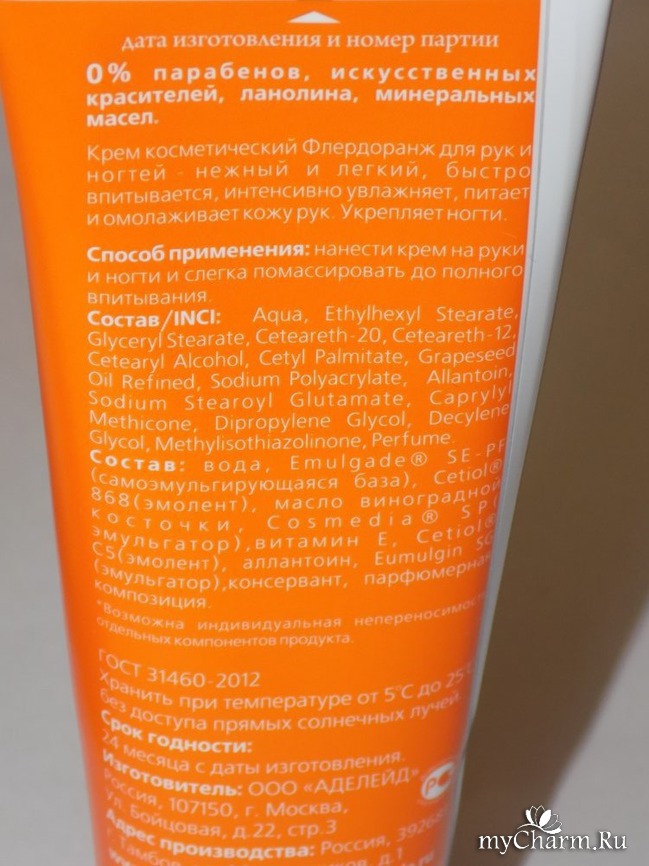 дата изготовления и номер партии
0% парабенов, искусственных
красителей, ланолина, минеральных
масел.
Крем косметический Флердоранж для рук и
ногтей - нежный и легкий, быстро
впитывается, интенсивно увлажняет, питает
и омолаживает кожу рук. Укрепляет ногти.
Способ применения: нанести крем на руки
и ногти и слегка помассировать до полного
впитывания.
Состав/INCI: Aqua, Ethylhexyl Stearate,
Glyceryl Stearate, Ceteareth-20, Ceteareth-12,
Cetearyl Alcohol, Cetyl Palmitate, Grapeseed
Oil Refined, Sodium Polyacrylate, Allantoin,
Sodium Stearoyl Glutamate, Caprylyl
Methicone, Dipropylene Glycol, Decylene
Glycol, Methylisothiazolinone, Perfume.
Состав: вода, Emulgade® SE-PF
(самоэмульгирующаяся база), Cetiol®
868(эмолент), масло виноградной
косточки, Cosmedia® SP(
эмульгатор),витамин Е, Cetiol®
C5(эмолент), аллантоин, Eumulgin SG
(эмульгатор),консервант, парфюмерная
композиция.
*Возможна индивидуальная непереносимость
отдельных компонентов продукта.
ГОСТ 31460-2012
Хранить при температуре от 5°С до 25°С
без доступа прямых солнечных лучей.
Срок годности:
24 месяца с даты изготовления.
Изготовитель: ООО «АДЕЛЕЙД»
Россия, 107150, г. Москва,
ул. Бойцовая, д.22, стр.3
Адрес производства: Россия, 39268
г. Тамбов д.1
myCharm.Ru